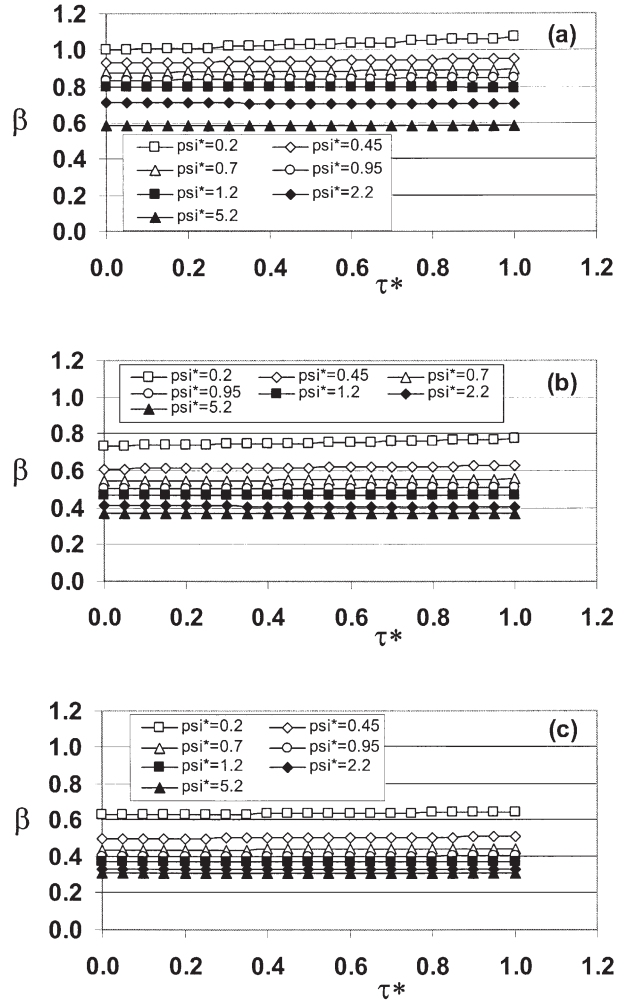 1.2
(a)
1.0
0.8
β
0.6
psi*=0.2 psi*=0.45
0.4
psi*=0.7 psi*=0.95
0.2
psi*=1.2 psi*=2.2
psi*=5.2
0.0
0.0 0.2 0.4 0.6 0.8 1.0 1.2
τ*
1.2
psi*=0.2 psi*=0.45 psi*=0.7
(b)
1.0
psi*=0.95 psi*=1.2 psi*=2.2
psi*=5.2
0.8
β
0.6
0.4
0.2
0.0
0.0 0.2 0.4 0.6 0.8 1.0 1.2
τ*
1.2
psi*=0.2 psi*=0.45
(c)
1.0
psi*=0.7 psi*=0.95
psi*=1.2 psi*=2.2
0.8
psi*=5.2
β
0.6
0.4
0.2
0.0
0.0 0.2 0.4 0.6 0.8 1.0 1.2
τ*